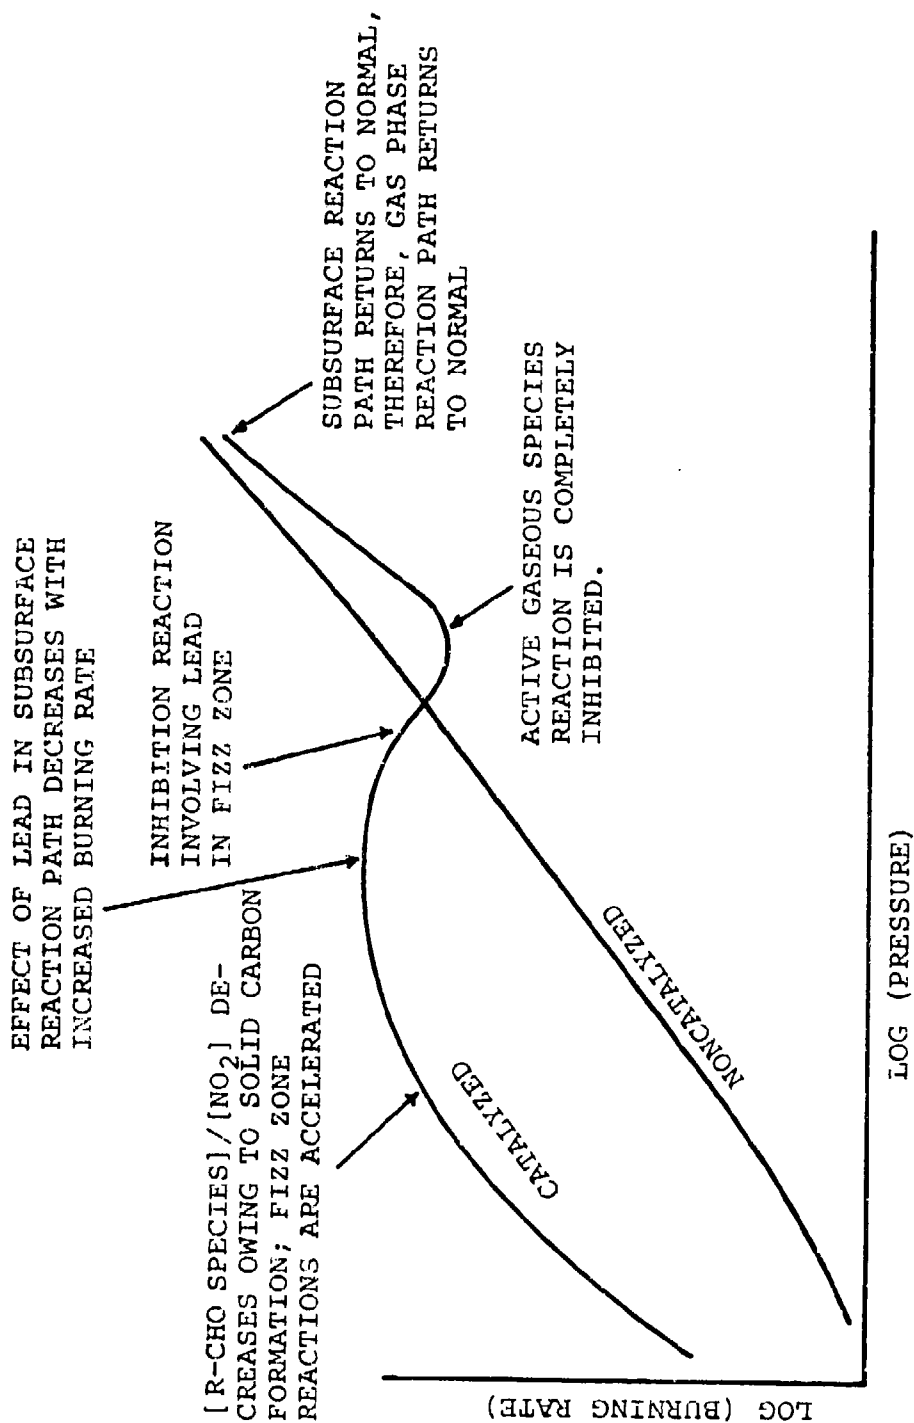 EFFECT OF LEAD IN SUBSURFACE
REACTION PATH DECREASES WITH
INCREASED BURNING RATE
INHIBITION REACTION
INVOLVING LEAD
IN FIZZ ZONE
[R-CHO SPECIES]/[NO2] DE-
CREASES OWING TO SOLID CARBON
FORMATION; FIZZ ZONE
REACTIONS ARE ACCELERATED
SUBSURFACE REACTION
PATH RETURNS TO NORMAL,
THEREFORE, GAS PHASE
REACTION PATH RETURNS
TO NORMAL
ACTIVE GASEOUS SPECIES
REACTION IS COMPLETELY
INHIBITED.
CATALYZED
NONCATALYZED
LOG (BURNING RATE)
LOG (PRESSURE)